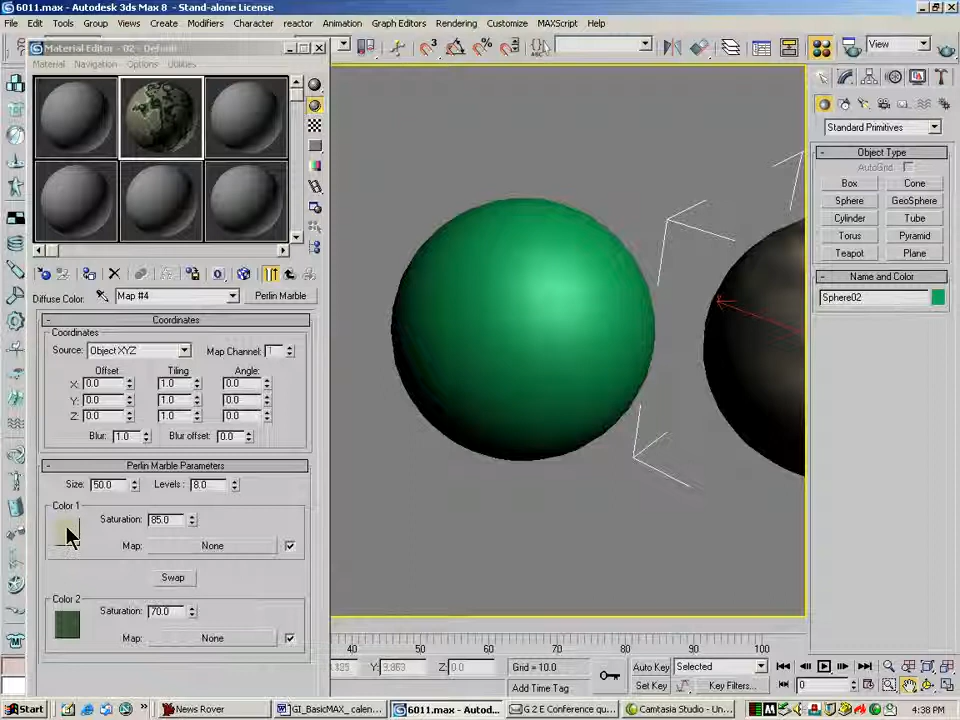 6011.max - Autodesk 3ds Max 8 - Stand-alone License
File Edit Tools Group Views Create Modifiers Character reactor Animation Graph Editors Rendering Customize MAXScript Help
Material Editor - 02 - Default
View
Material Navigation Options Utilities
Standard Primitives
Object Type
AutoGrid
Box Cone
Sphere GeoSphere
Cylinder Tube
Torus Pyramid
Teapot Plane
Name and Color
Sphere02
Diffuse Color: Map #4 Perlin Marble
Coordinates
Coordinates
Source: Object XYZ Map Channel: 1
Offset Tiling Angle:
X: 0.0 1.0 0.0
Y: 0.0 1.0 0.0
Z: 0.0 1.0 0.0
Blur: 1.0 Blur offset: 0.0
Perlin Marble Parameters
Size: 50.0 Levels: 8.0
Color 1
Saturation: 85.0
Map: None
Swap
Color 2
Saturation: 70.0
Map: None
40 50 60 70 80 90 100
Y: 9.863 Z: 0.0 Grid = 10.0 Auto Key Selected
Add Time Tag Set Key Key Filters... 0
Start News Rover GI_BasicMAX_calen... 6011.max - Autod... G 2 E Conference qu... Camtasia Studio - Un... 4:38 PM